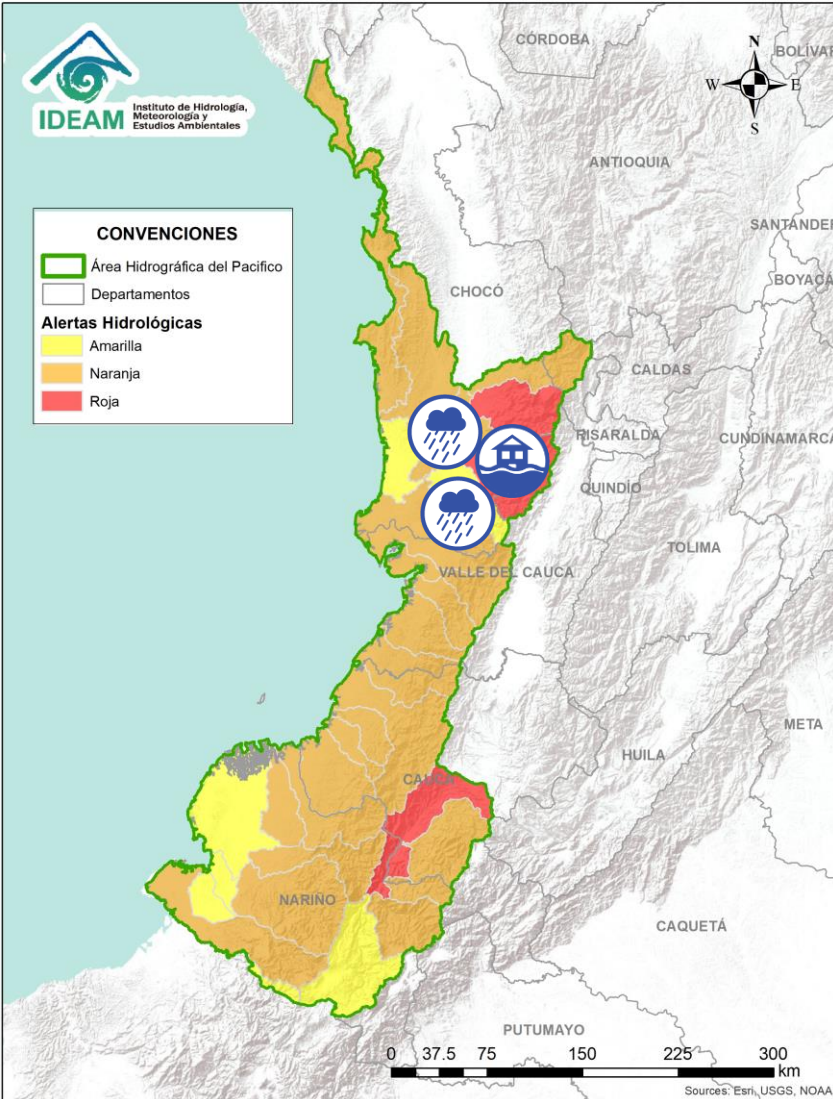 IDEAM
Instituto de Hidrología,
Meteorología y
Estudios Ambientales
CÓRDOBA
BOLÍVAR
N
W
E
S
ANTIOQUIA
SANTANDER
CONVENCIONES
Área Hidrográfica del Pacifico
Departamentos
Alertas Hidrológicas
Amarilla
Naranja
Roja
BOYACÁ
CHOCÓ
CALDAS
RISARALDA
CUNDINAMARCA
QUINDÍO
TOLIMA
VALLE DEL CAUCA
META
HUILA
CAUCA
NARIÑO
CAQUETÁ
PUTUMAYO
0 37.5 75 150 225 300
km
Sources: Esri, USGS, NOAA